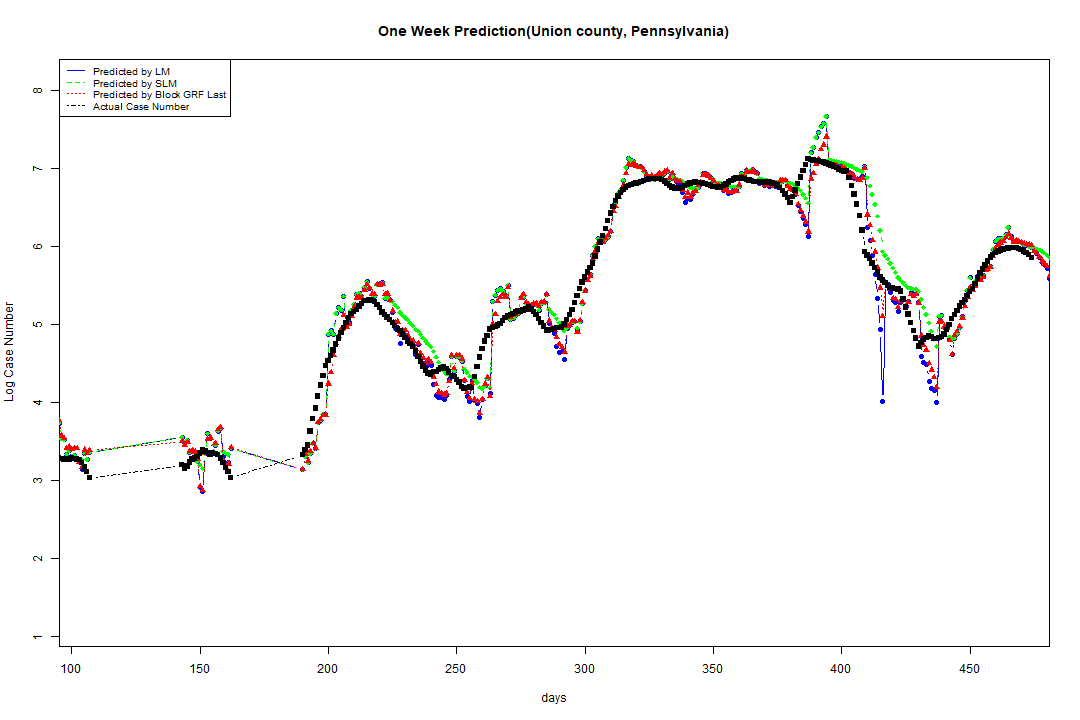 One Week Prediction(Union county, Pennsylvania)
Predicted by LM
Predicted by SLM
Predicted by Block GRF Last
Actual Case Number
Log Case Number
8
7
6
5
4
3
2
1
100 150 200 250 300 350 400 450
days